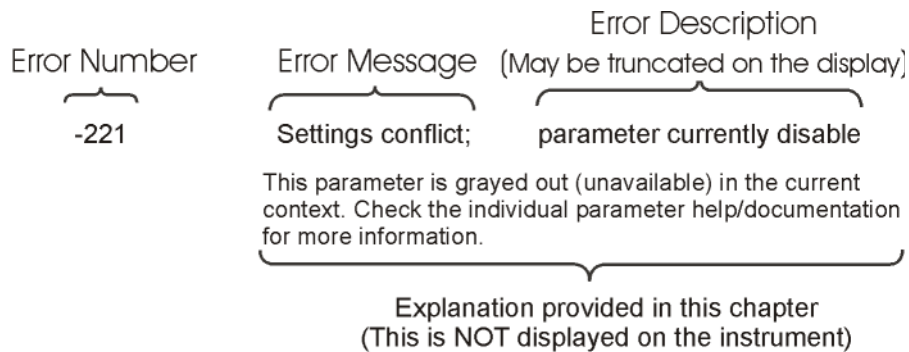 Error Description
Error Number Error Message (May be truncated on the display)
-221 Settings conflict; parameter currently disable
This parameter is grayed out (unavailable) in the current
context. Check the individual parameter help/documentation
for more information.
Explanation provided in this chapter
(This is NOT displayed on the instrument)